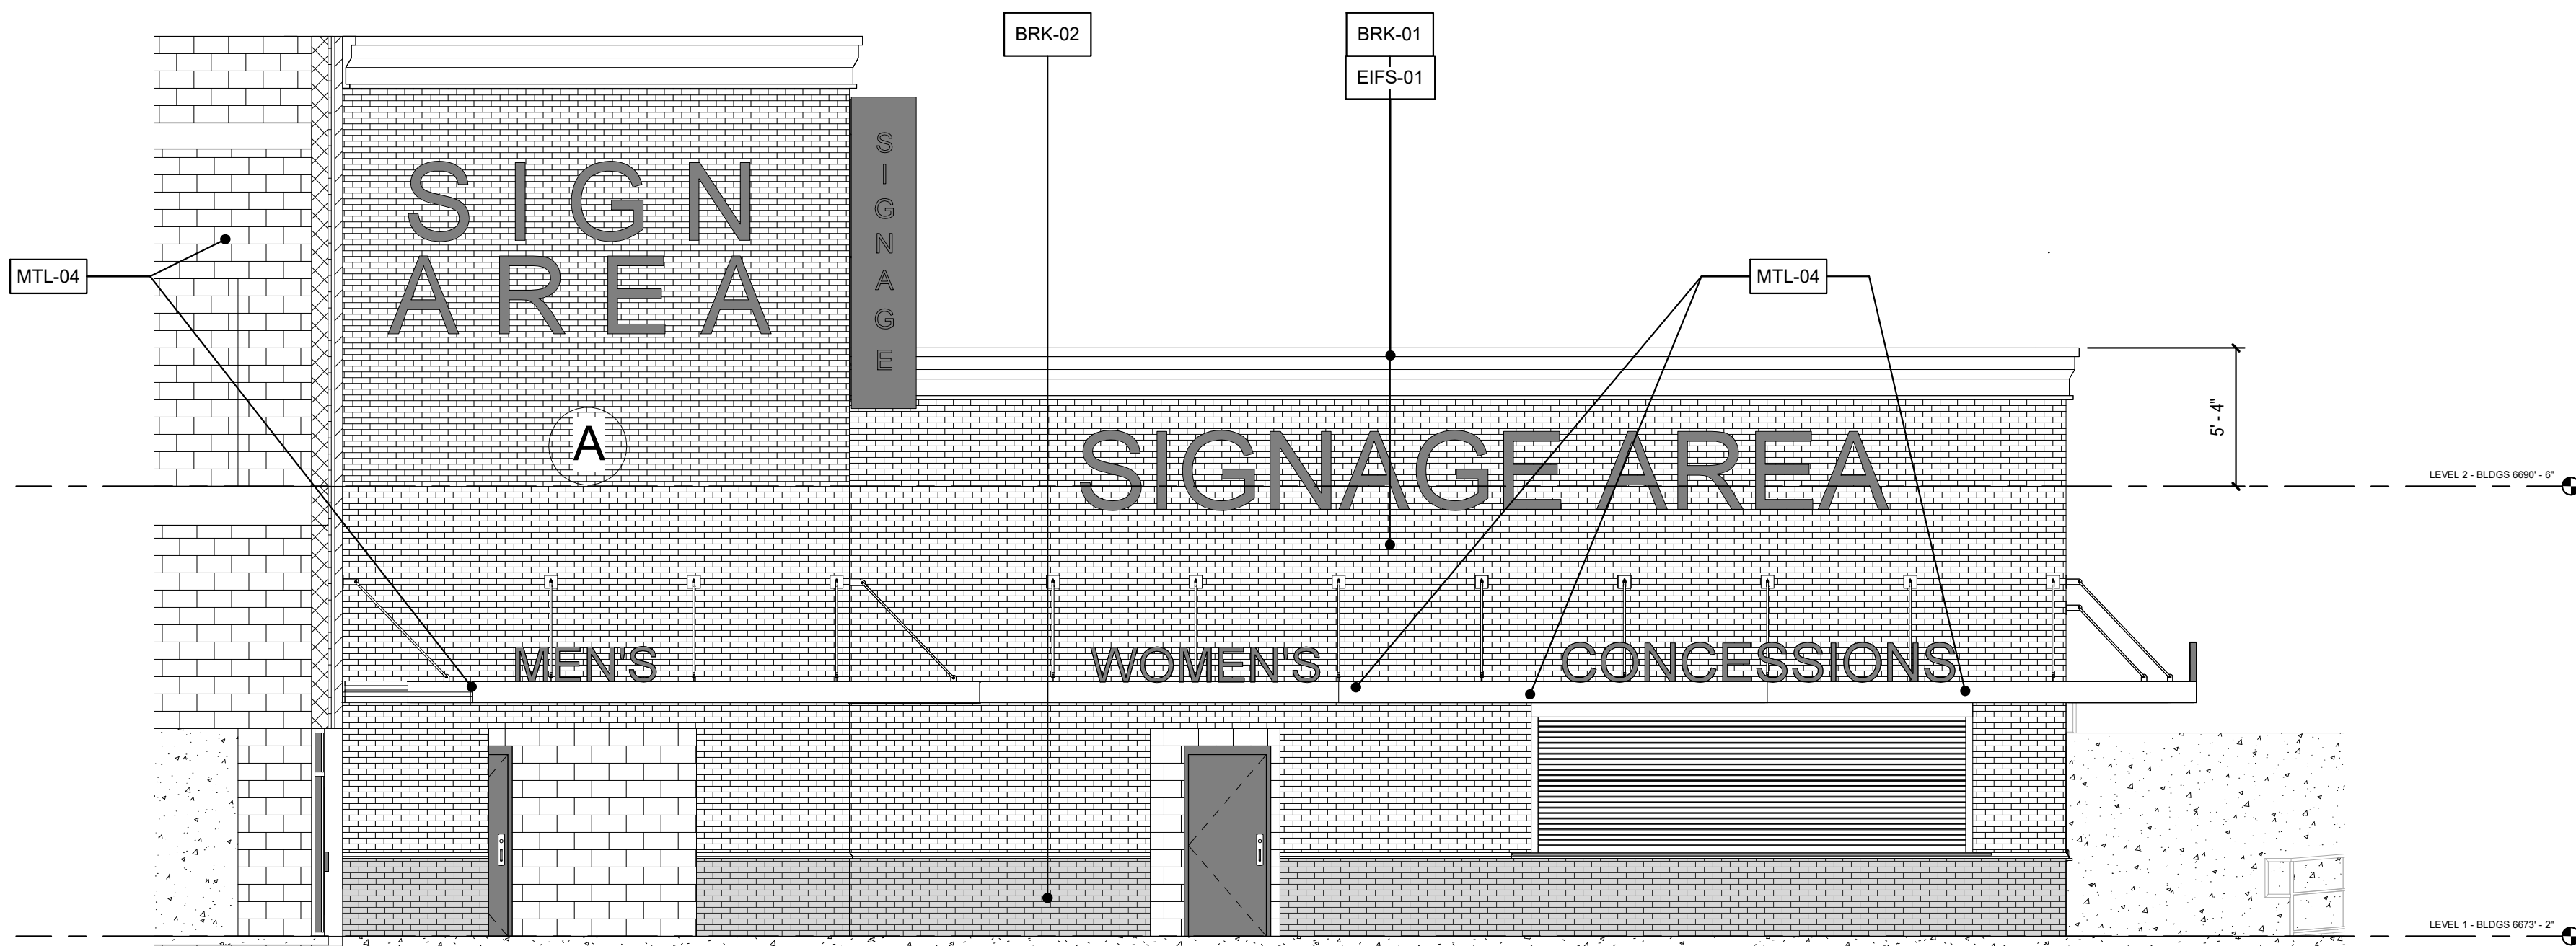 BRK-02
BRK-01
EIFS-01
SIGNAGE
SIGN
AREA
MTL-04
MTL-04
5' - 4"
A
SIGNAGE AREA
LEVEL 2 - BLDGS 6690' - 6"
MEN'S
WOMEN'S
CONCESSIONS
LEVEL 1 - BLDGS 6673' - 2"